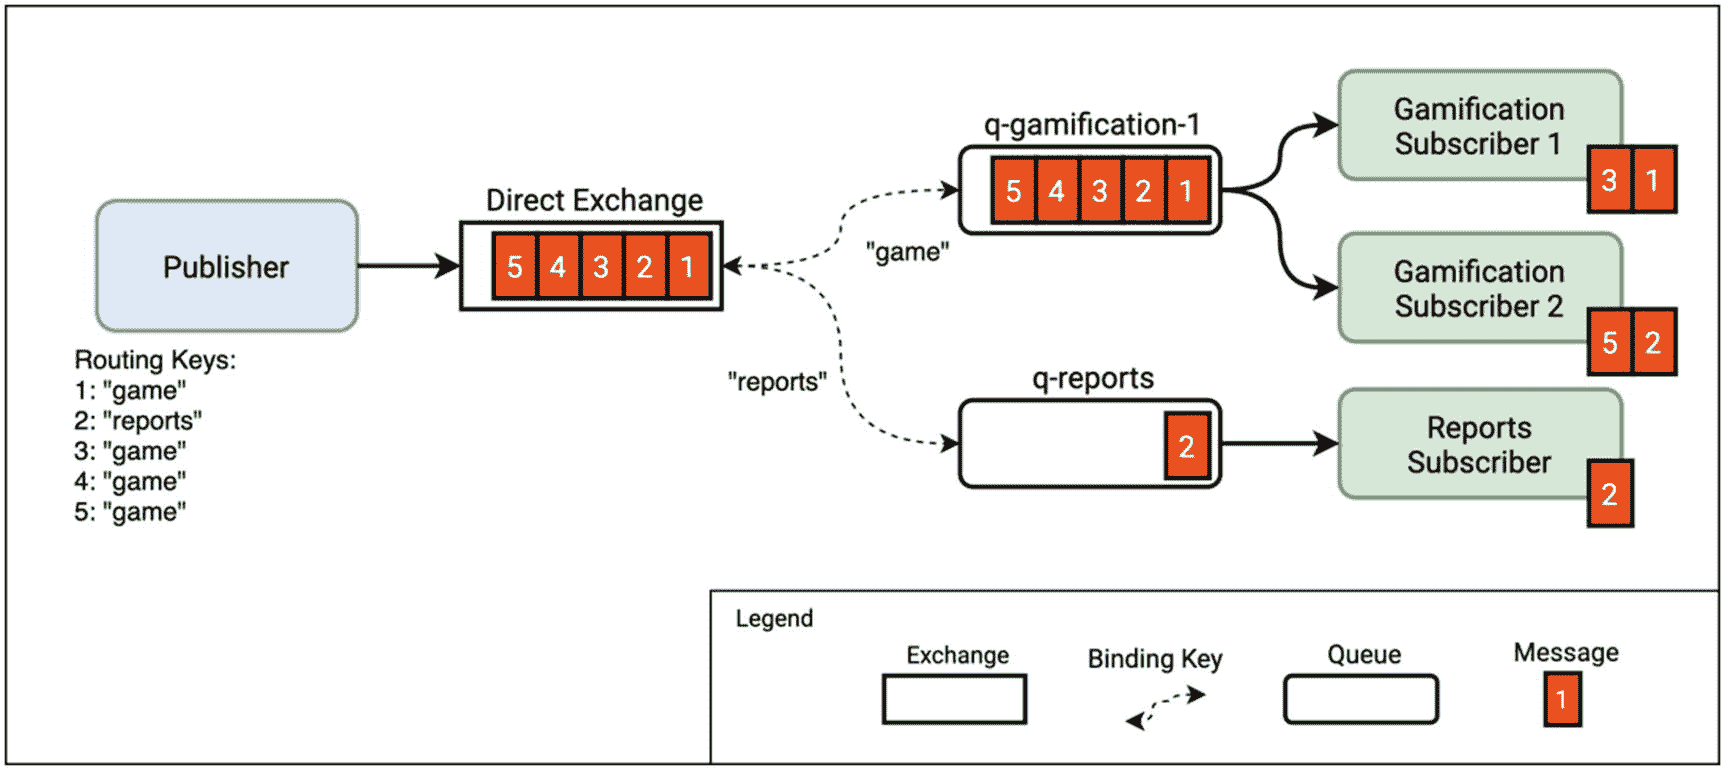 Publisher
Routing Keys:
1: "game"
2: "reports"
3: "game"
4: "game"
5: "game"
Direct Exchange
5 4 3 2 1
"game"
"reports"
q-gamification-1
5 4 3 2 1
q-reports
2
Gamification
Subscriber 1
3 1
Gamification
Subscriber 2
5 2
Reports
Subscriber
2
Legend
Exchange
Binding Key
Queue
Message
1